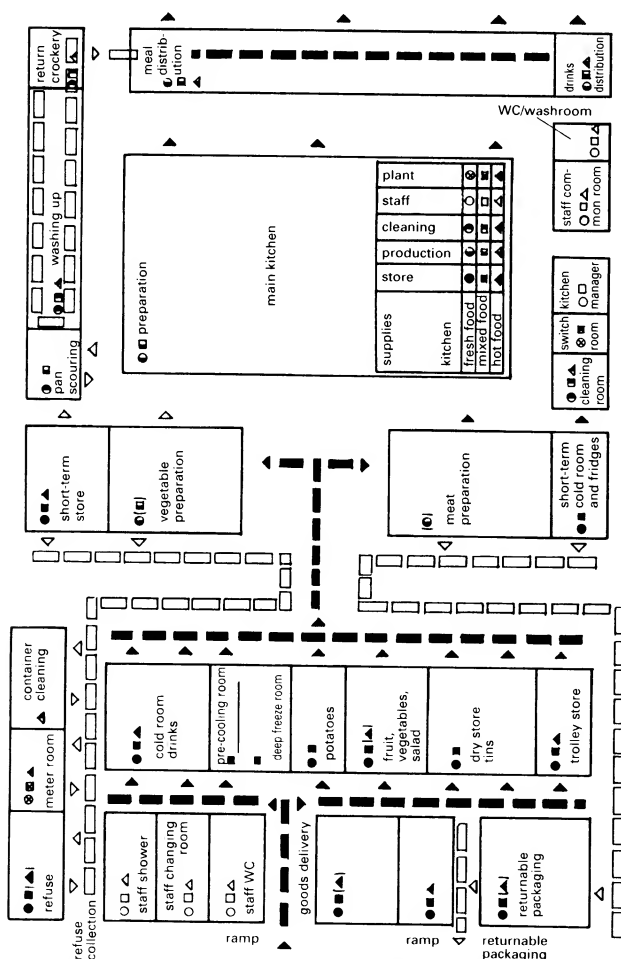 return
crockery
washing up
pan
scouring
meal
distrib-
ution
drinks
distribution
WC/washroom
preparation
main kitchen
plant
staff
cleaning
production
store
supplies
kitchen
fresh food
mixed food
hot food
staff com-
mon room
kitchen
manager
switch
room
cleaning
room
short-term
store
vegetable
preparation
meat
preparation
short-term
cold room
and fridges
container
cleaning
meter room
refuse
refuse
collection
cold room
drinks
pre-cooling room
deep freeze room
potatoes
fruit,
vegetables,
salad
dry store
tins
trolley store
staff shower
staff changing
room
staff WC
ramp
goods delivery
ramp
returnable
packaging
returnable
packaging